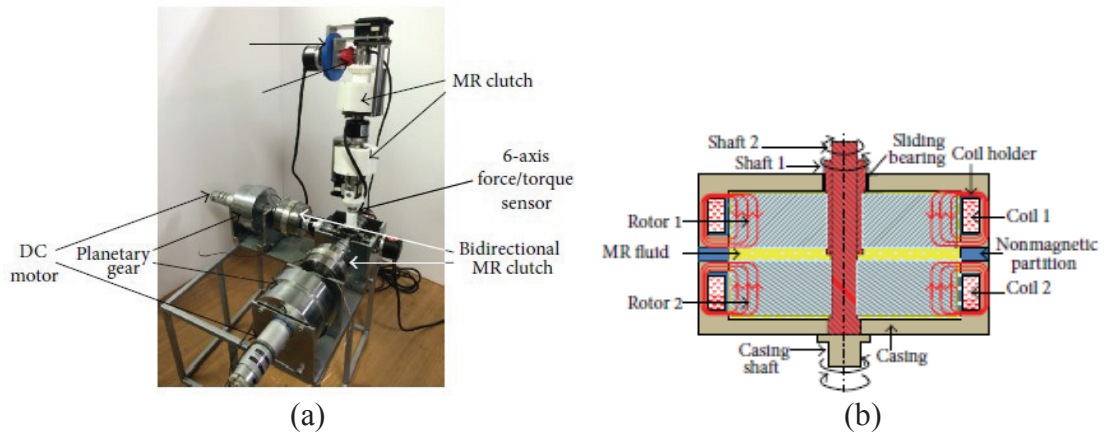 MR clutch
6-axis
force/torque
sensor
DC
motor
Planetary
gear
Bidirectional
MR clutch
(a)
Shaft 2
Shaft 1
Sliding
bearing
Coil holder
Rotor 1
Coil 1
MR fluid
Nonmagnetic
partition
Rotor 2
Coil 2
Casing
shaft
Casing
(b)